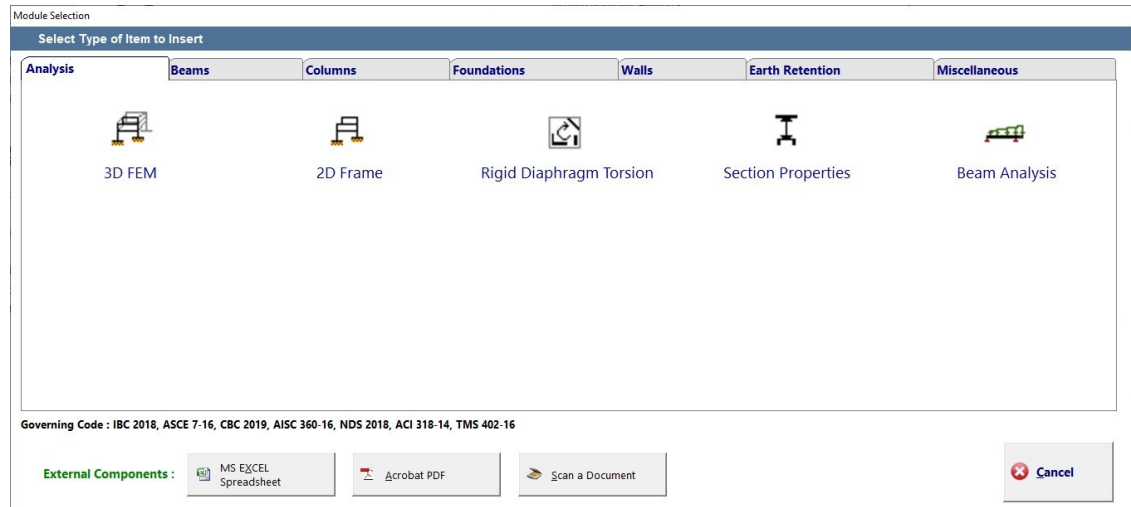 Module Selection
Select Type of Item to Insert
Analysis Beams Columns Foundations Walls Earth Retention Miscellaneous
3D FEM 2D Frame Rigid Diaphragm Torsion Section Properties Beam Analysis
Governing Code : IBC 2018, ASCE 7-16, CBC 2019, AISC 360-16, NDS 2018, ACI 318-14, TMS 402-16
External Components :
MS EXCEL
Spreadsheet
Acrobat PDF
Scan a Document
Cancel